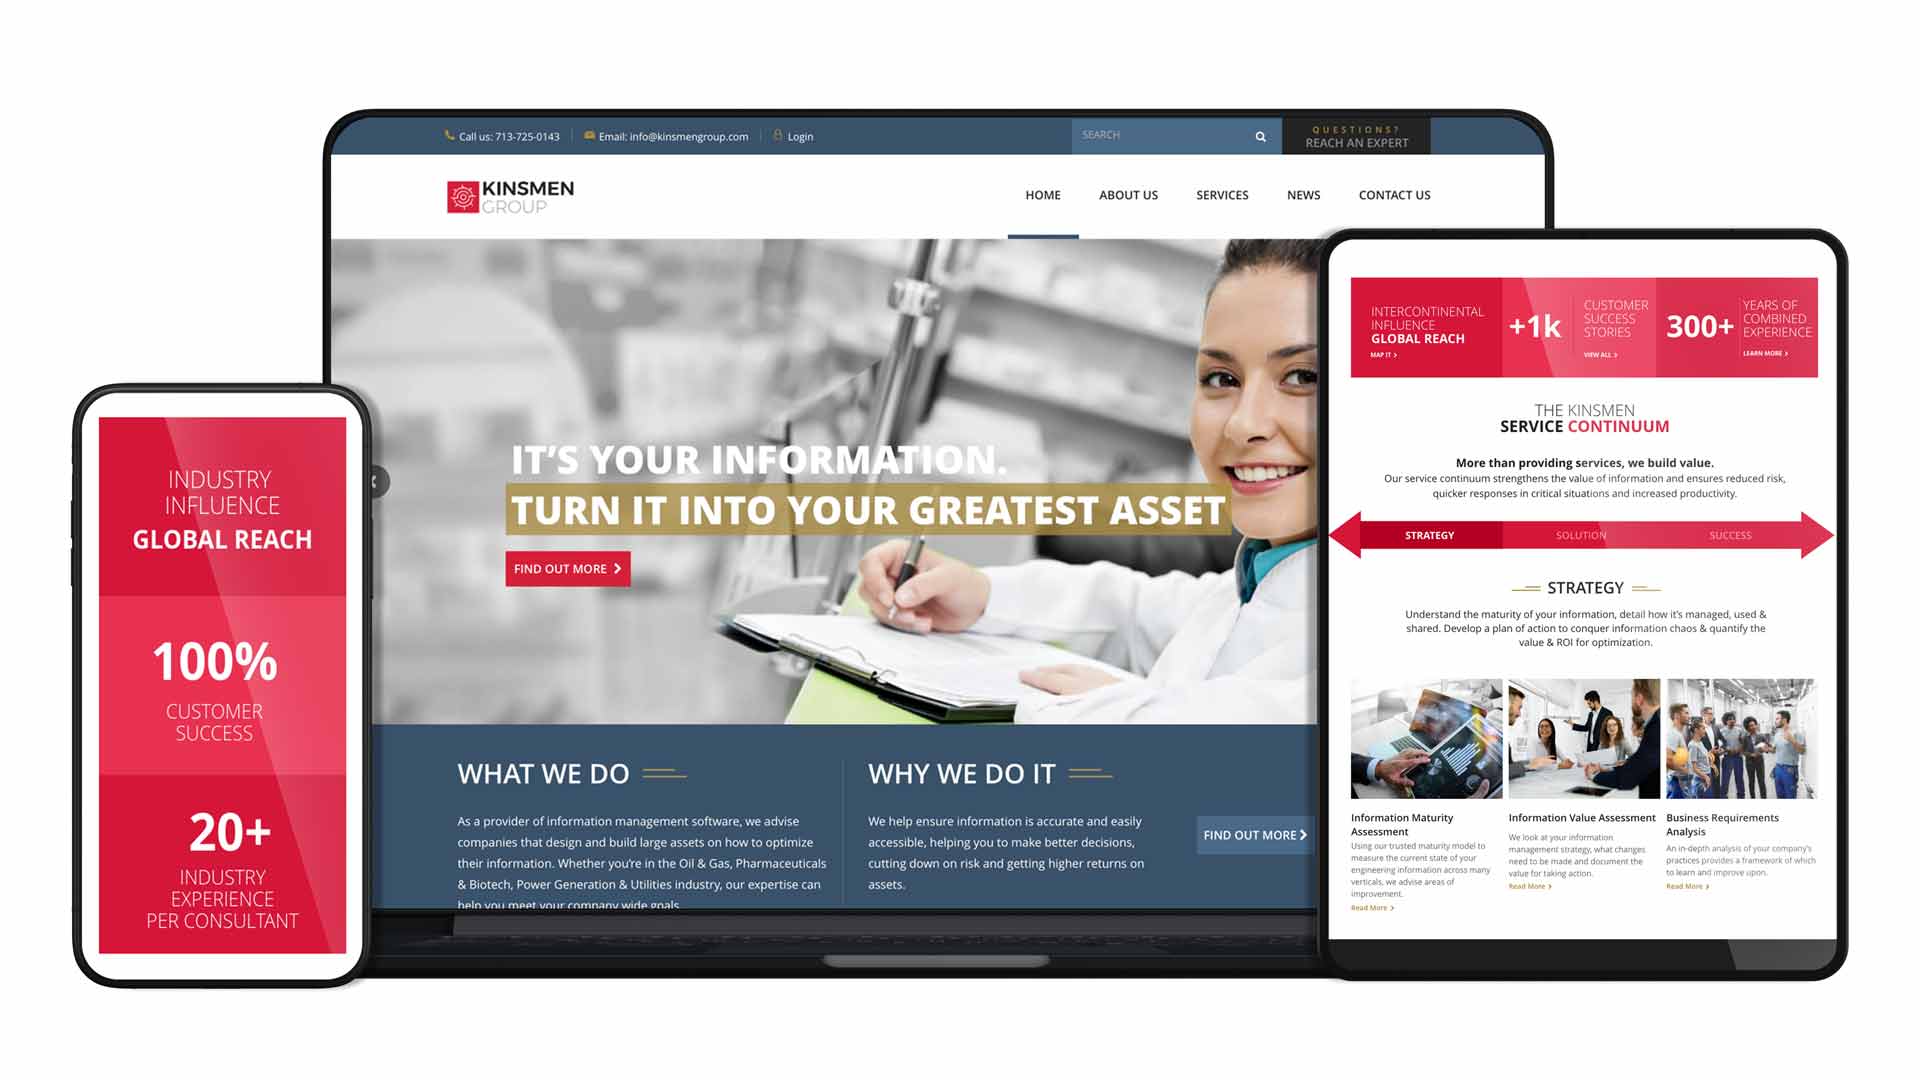 Call us: 713-725-0143
Email: info@kinsmengroup.com
Login
SEARCH
QUESTIONS?
REACH AN EXPERT
KINSMEN
GROUP
HOME
ABOUT US
SERVICES
NEWS
CONTACT US
IT'S YOUR INFORMATION.
TURN IT INTO YOUR GREATEST ASSET
FIND OUT MORE
WHAT WE DO
As a provider of information management software, we advise
companies that design and build large assets on how to optimize
their information. Whether you're in the Oil & Gas, Pharmaceuticals
& Biotech, Power Generation & Utilities industry, our expertise can
help you meet your company wide goals.
WHY WE DO IT
We help ensure information is accurate and easily
accessible, helping you to make better decisions,
cutting down on risk and getting higher returns on
assets.
FIND OUT MORE
INDUSTRY
INFLUENCE
GLOBAL REACH
100%
CUSTOMER
SUCCESS
20+
INDUSTRY
EXPERIENCE
PER CONSULTANT
INTERCONTINENTAL
INFLUENCE
GLOBAL REACH
MAP IT
+1k
CUSTOMER
SUCCESS
STORIES
VIEW ALL
300+
YEARS OF
COMBINED
EXPERIENCE
LEARN MORE
THE KINSMEN
SERVICE CONTINUUM
More than providing services, we build value.
Our service continuum strengthens the value of information and ensures reduced risk,
quicker responses in critical situations and increased productivity.
STRATEGY
SOLUTION
SUCCESS
STRATEGY
Understand the maturity of your information, detail how it's managed, used &
shared. Develop a plan of action to conquer information chaos & quantify the
value & ROI for optimization.
Information Maturity
Assessment
Using our trusted maturity model to
measure the current state of your
engineering information across many
verticals, we advise areas of
improvement.
Read More
Information Value Assessment
We look at your information
management strategy, what changes
need to be made and document the
value for taking action.
Read More
Business Requirements
Analysis
An in-depth analysis of your company's
practices provides a framework of which
to learn and improve upon.
Read More